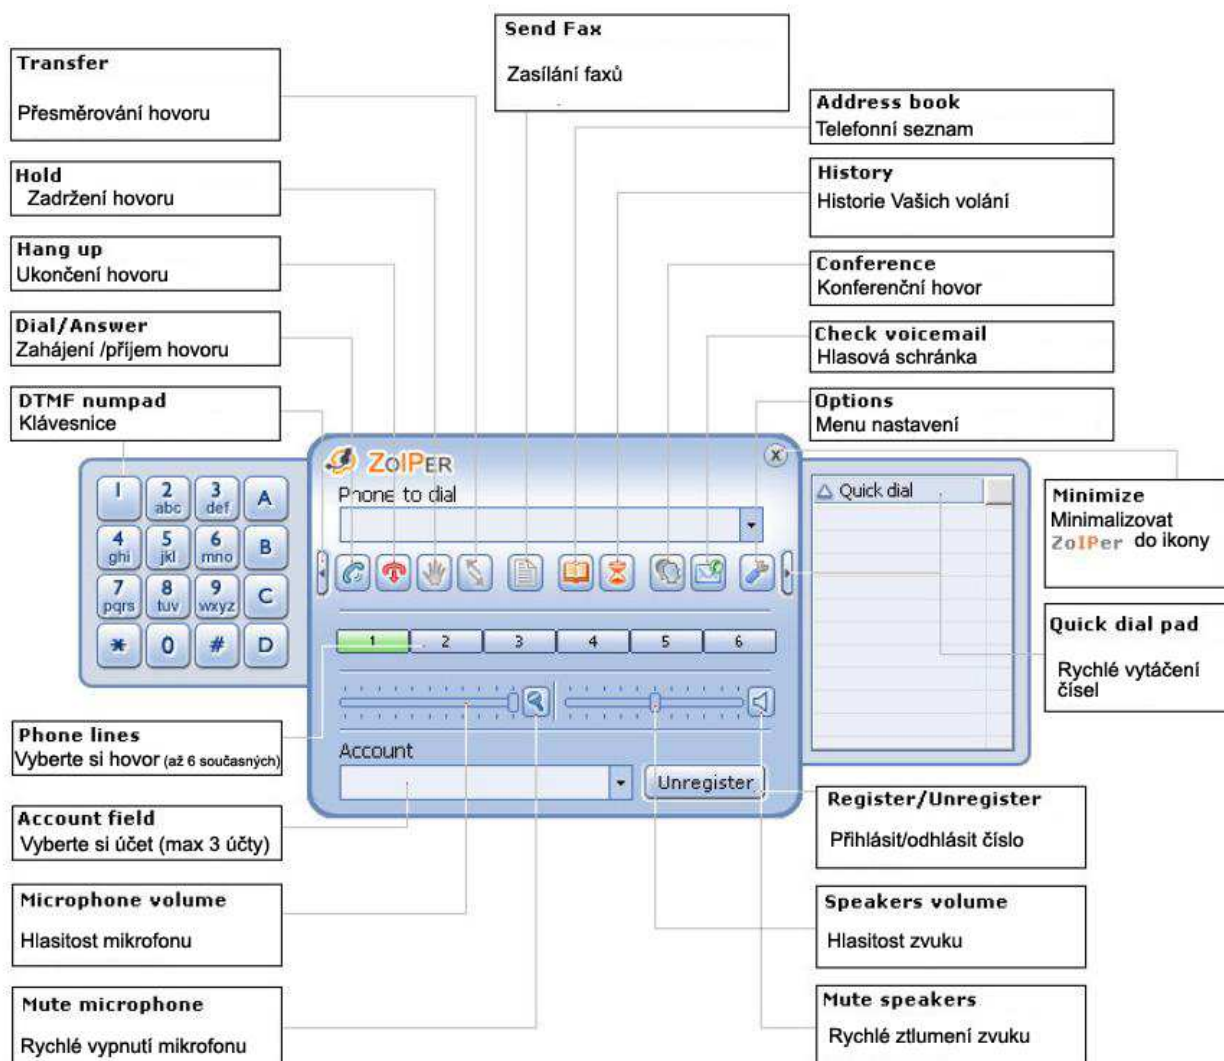 Send Fax
Zasílání faxů
Transfer
Přesměrování hovoru
Hold
Zadržení hovoru
Hang up
Ukončení hovoru
Dial/Answer
Zahájení /příjem hovoru
DTMF numpad
Klávesnice
Address book
Telefonní seznam
History
Historie Vašich volání
Conference
Konferenční hovor
Check voicemail
Hlasová schránka
Options
Menu nastavení
1
2
abc
3
def
A
4
ghi
5
jkl
6
mno
B
7
pqrs
8
tuv
9
wxyz
C
*
0
#
D
ZoIPer
Phone to dial
X
1 2 3 4 5 6
Account
Unregister
Quick dial
Minimize
Minimalizovat
ZoIPer do ikony
Quick dial pad
Rychlé vytáčení
čísel
Phone lines
Vyberte si hovor (až 6 současných)
Account field
Vyberte si účet (max 3 účty)
Microphone volume
Hlasitost mikrofonu
Mute microphone
Rychlé vypnutí mikrofonu
Register/Unregister
Přihlásit/odhlásit číslo
Speakers volume
Hlasitost zvuku
Mute speakers
Rychlé ztlumení zvuku